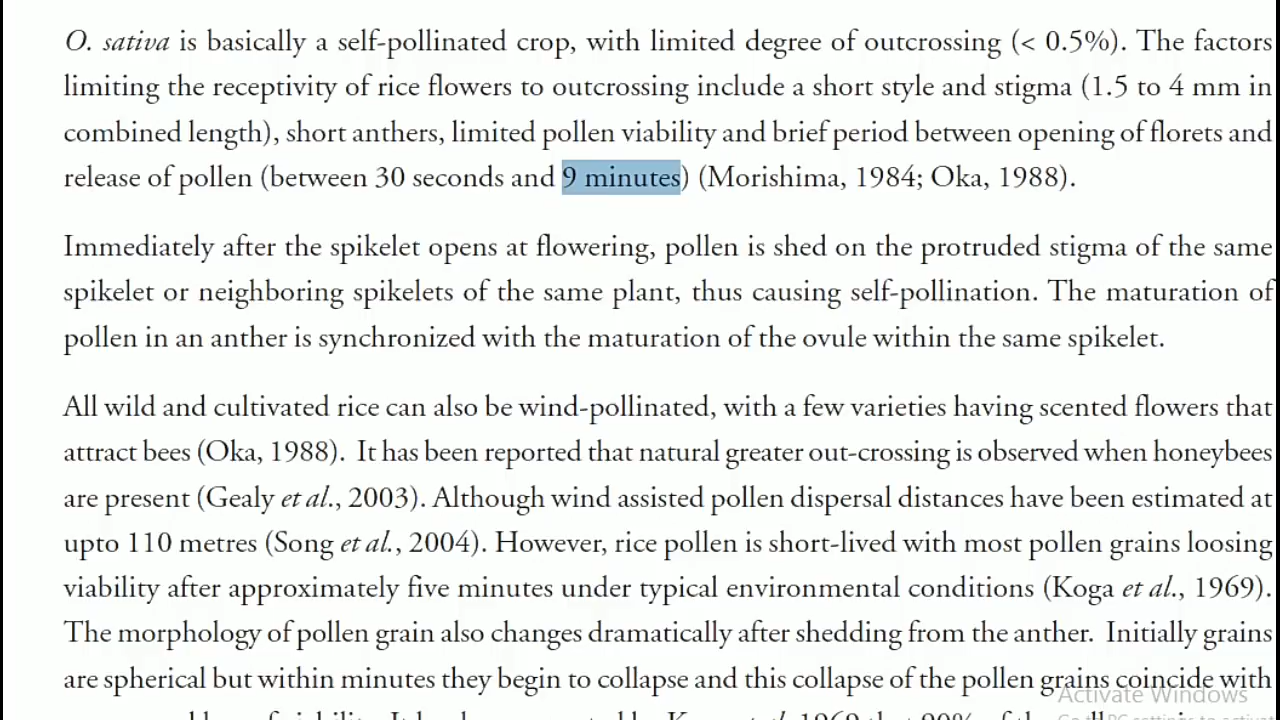 O. sativa is basically a self-pollinated crop, with limited degree of outcrossing (< 0.5%). The factors
limiting the receptivity of rice flowers to outcrossing include a short style and stigma (1.5 to 4 mm in
combined length), short anthers, limited pollen viability and brief period between opening of florets and
release of pollen (between 30 seconds and 9 minutes) (Morishima, 1984; Oka, 1988).
Immediately after the spikelet opens at flowering, pollen is shed on the protruded stigma of the same
spikelet or neighboring spikelets of the same plant, thus causing self-pollination. The maturation of
pollen in an anther is synchronized with the maturation of the ovule within the same spikelet.
All wild and cultivated rice can also be wind-pollinated, with a few varieties having scented flowers that
attract bees (Oka, 1988). It has been reported that natural greater out-crossing is observed when honeybees
are present (Gealy et al., 2003). Although wind assisted pollen dispersal distances have been estimated at
upto 110 metres (Song et al., 2004). However, rice pollen is short-lived with most pollen grains loosing
viability after approximately five minutes under typical environmental conditions (Koga et al., 1969).
The morphology of pollen grain also changes dramatically after shedding from the anther. Initially grains
are spherical but within minutes they begin to collapse and this collapse of the pollen grains coincide with
Activate Windows